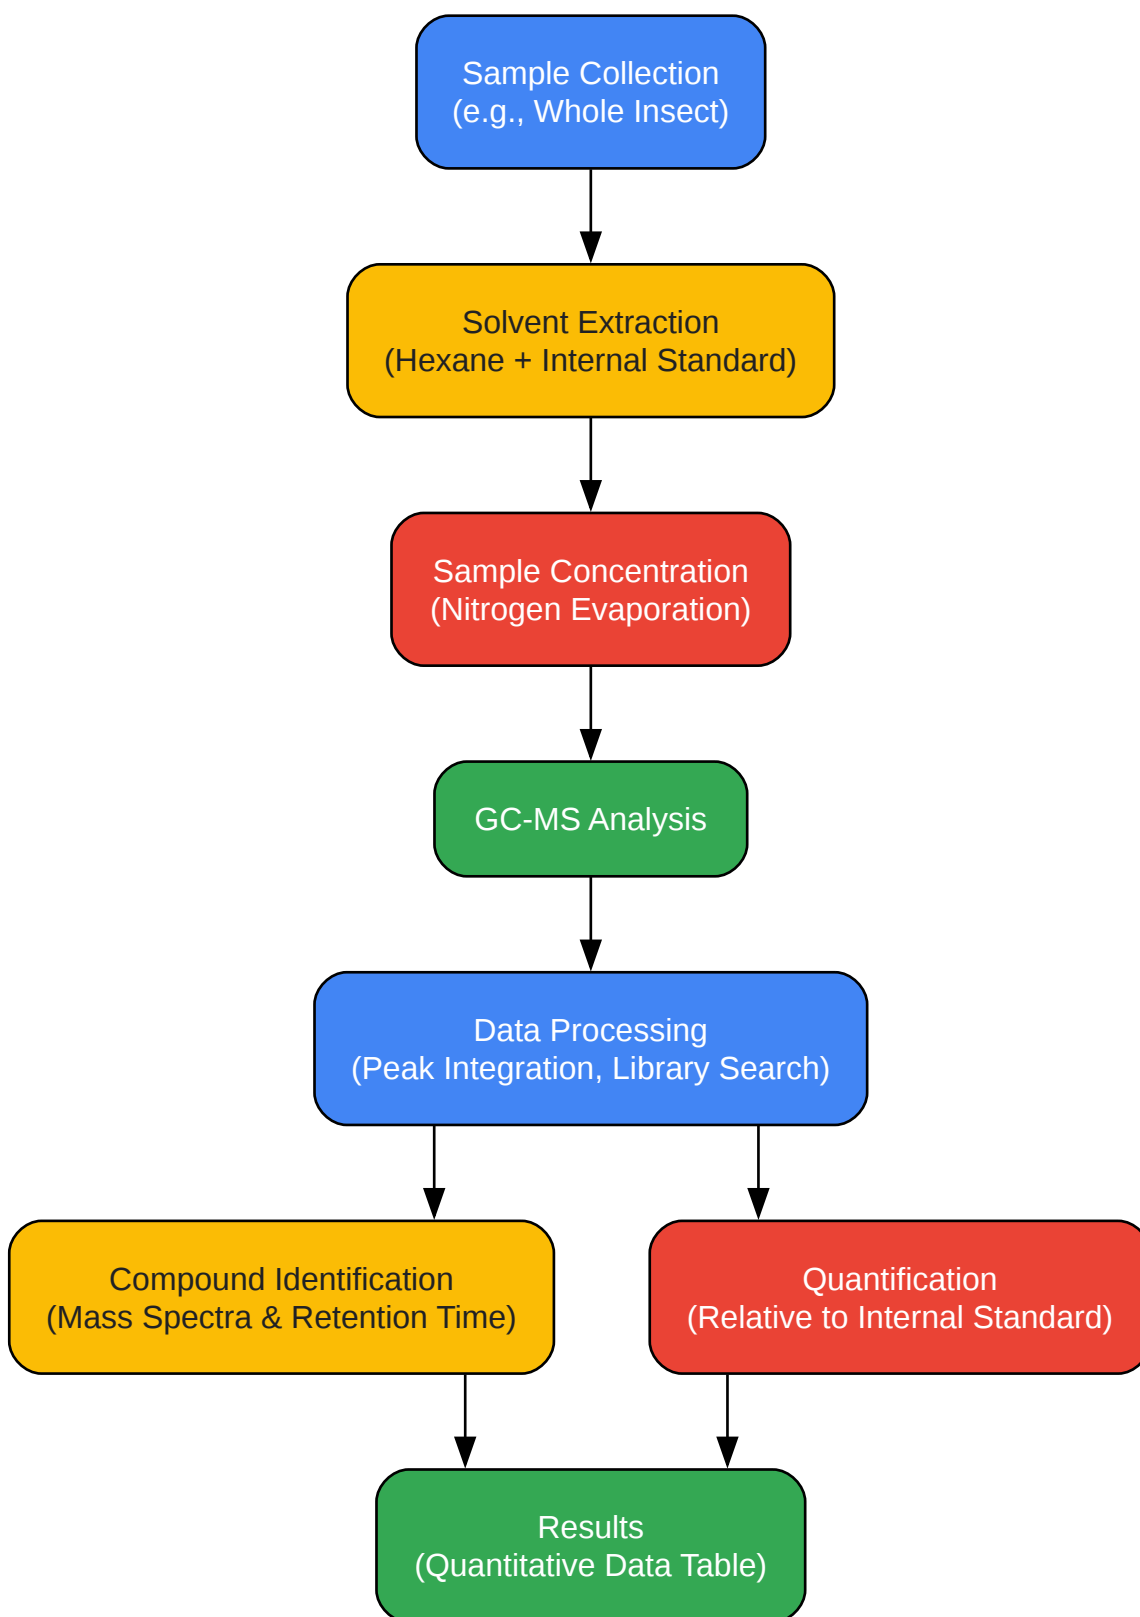 Sample Collection
(e.g., Whole Insect)
Solvent Extraction
(Hexane + Internal Standard)
Sample Concentration
(Nitrogen Evaporation)
GC-MS Analysis
Data Processing
(Peak Integration, Library Search)
Compound Identification
(Mass Spectra & Retention Time)
Quantification
(Relative to Internal Standard)
Results
(Quantitative Data Table)